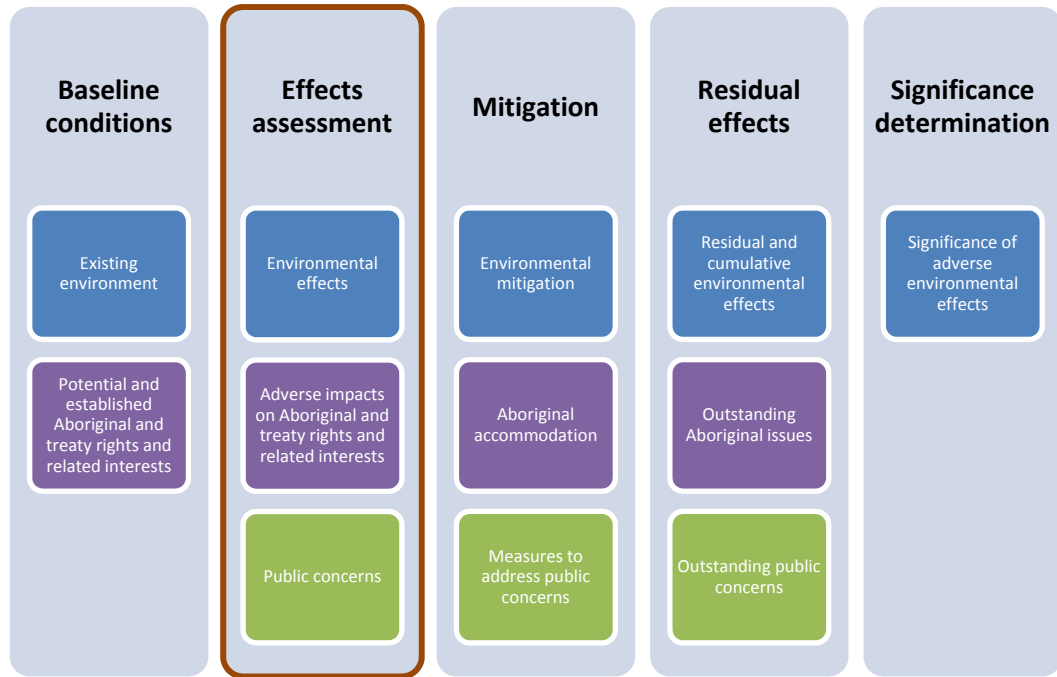 Baseline
conditions
Existing
environment
Potential and
established
Aboriginal and
treaty rights and
related interests
Effects
assessment
Environmental
effects
Adverse impacts
on Aboriginal and
treaty rights and
related interests
Public concerns
Mitigation
Environmental
mitigation
Aboriginal
accommodation
Measures to
address public
concerns
Residual
effects
Residual and
cumulative
environmental
effects
Outstanding
Aboriginal issues
Outstanding public
concerns
Significance
determination
Significance of
adverse
environmental
effects